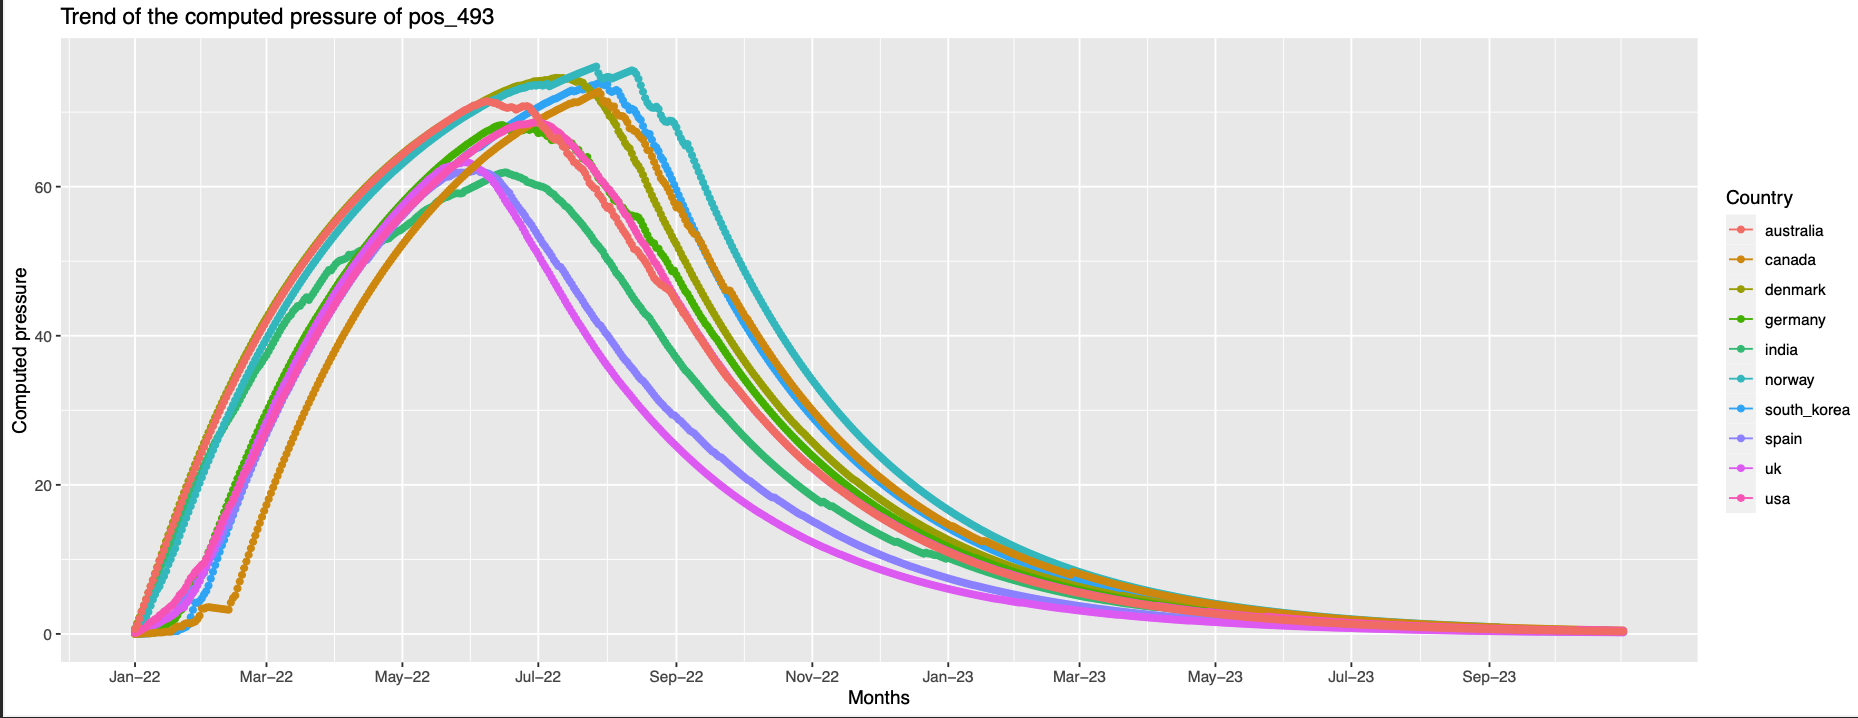 Trend of the computed pressure of pos_493
Computed pressure
60
40
20
0
Jan–22 Mar–22 May–22 Jul–22 Sep–22 Nov–22 Jan–23 Mar–23 May–23 Jul–23 Sep–23
Months
Country
australia
canada
denmark
germany
india
norway
south_korea
spain
uk
usa